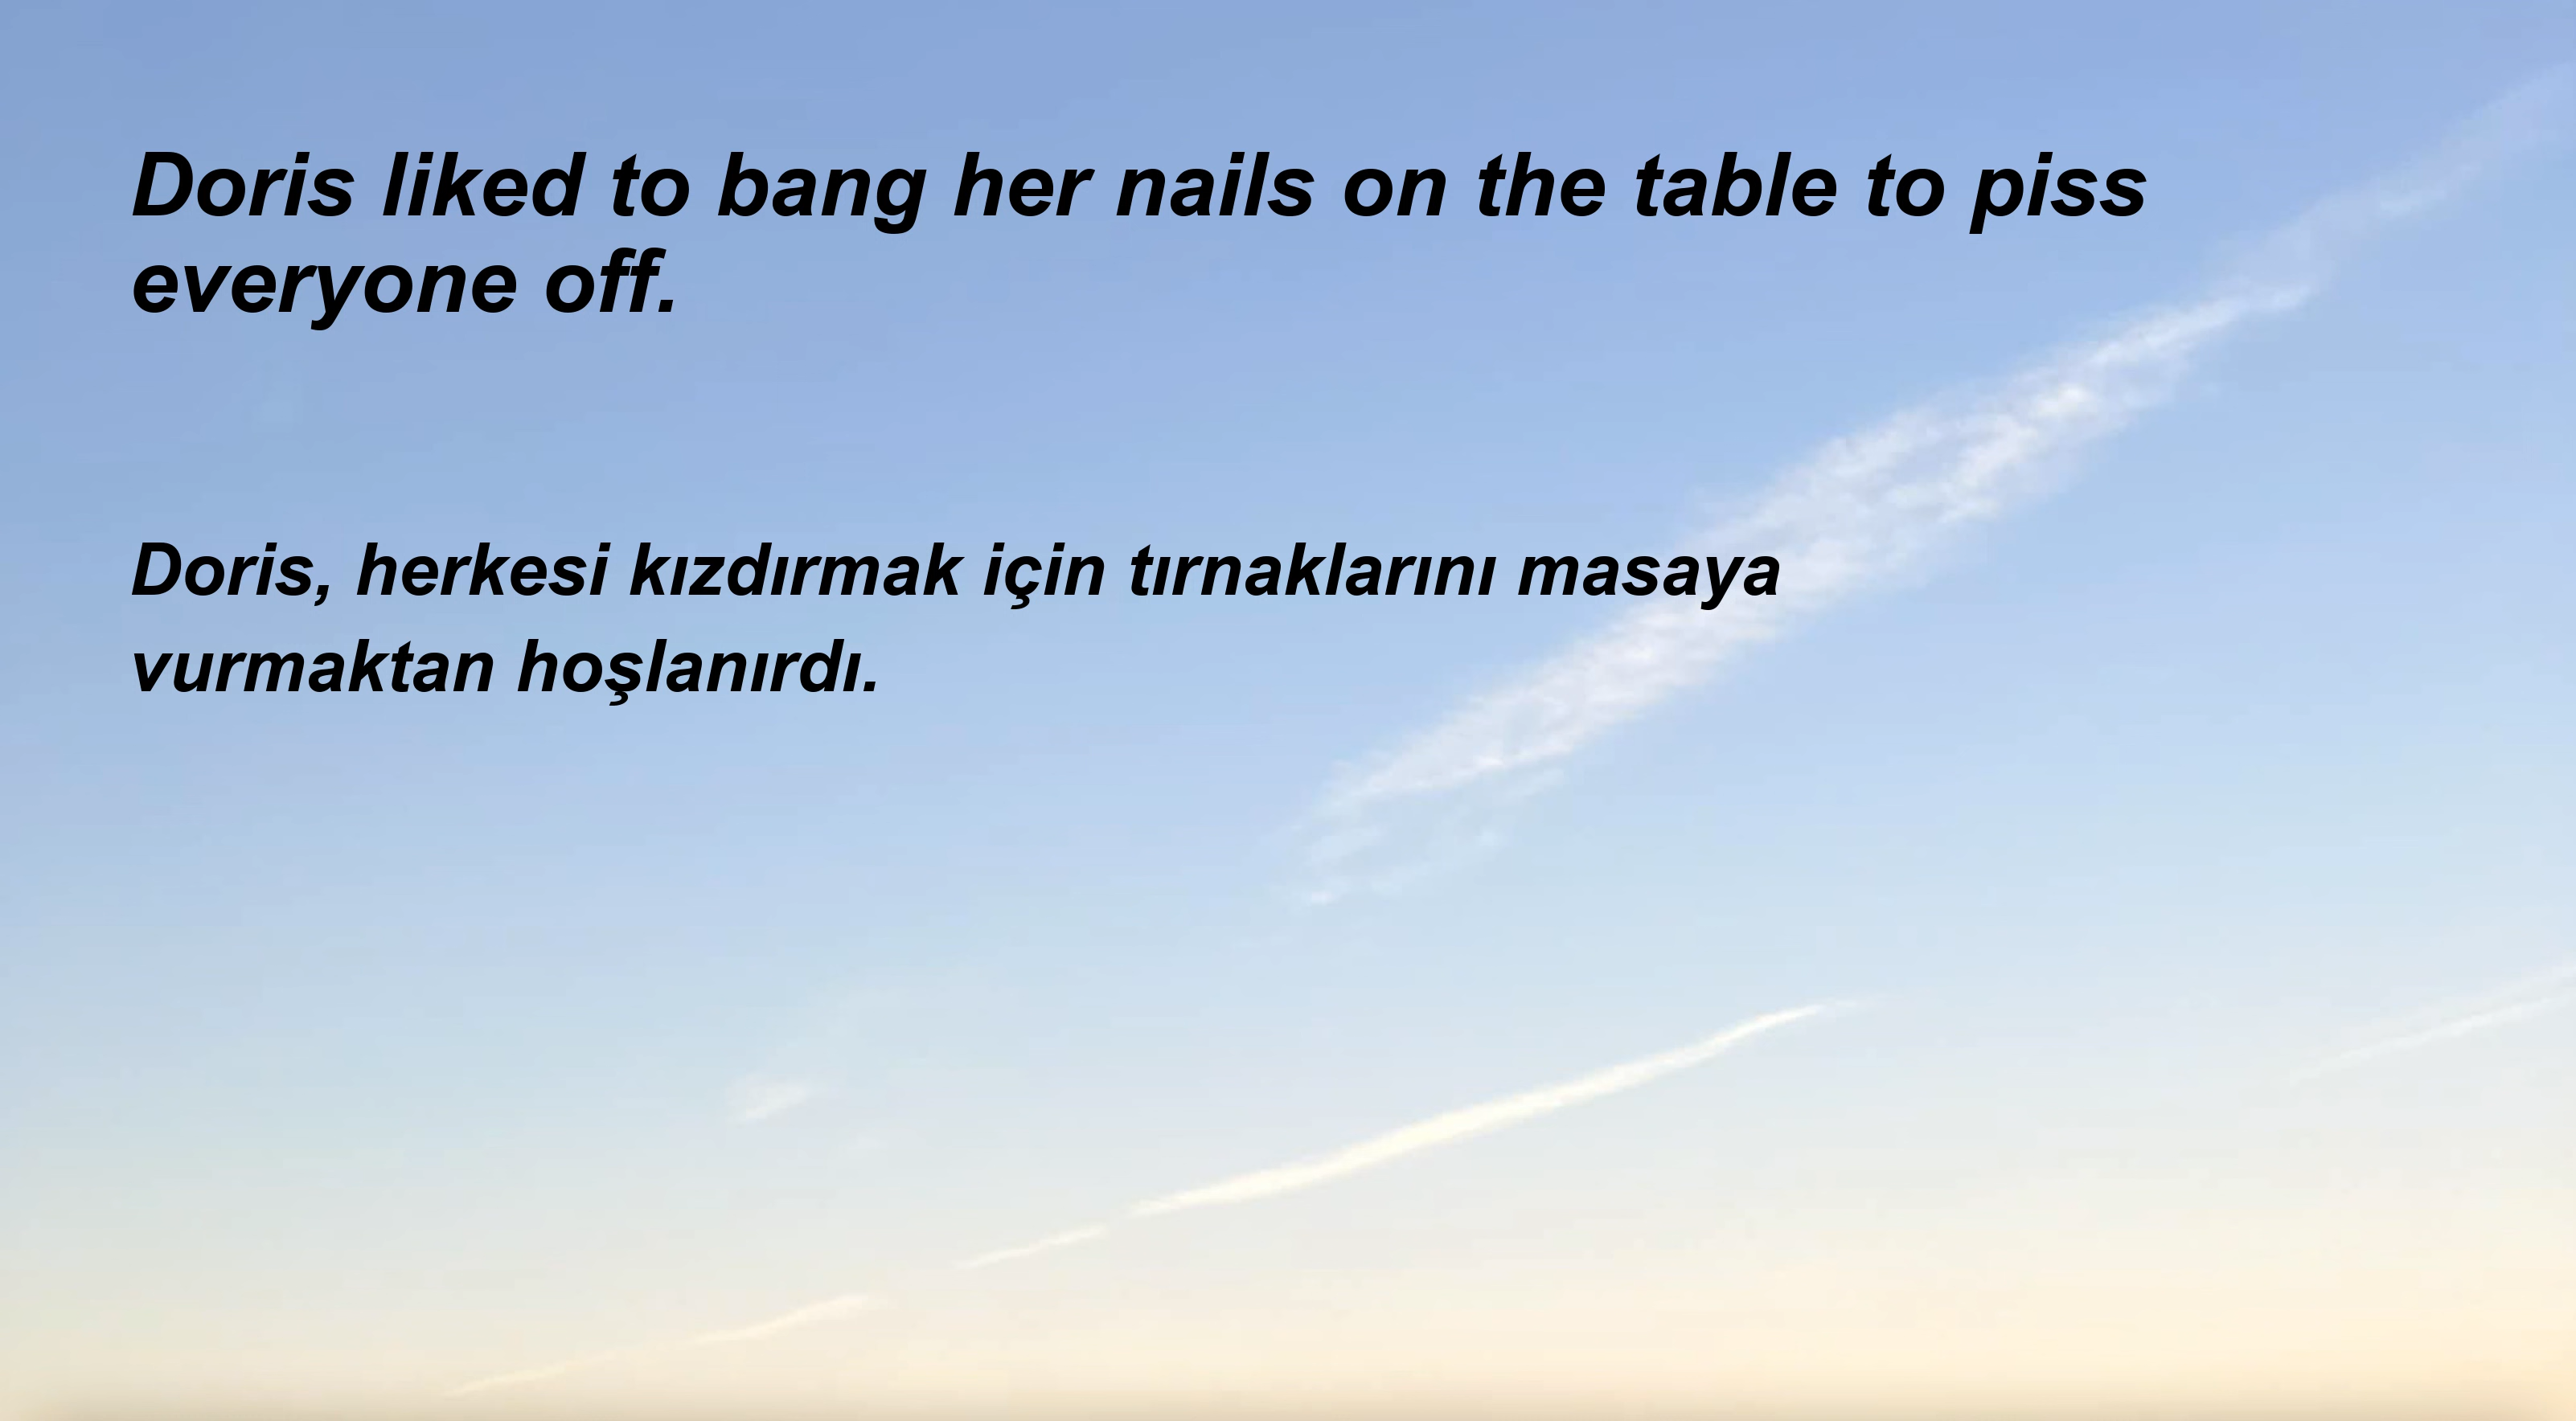 Doris liked to bang her nails on the table to piss
everyone off.
Doris, herkesi kızdırmak için tırnaklarını masaya
vurmaktan hoşlanırdı.